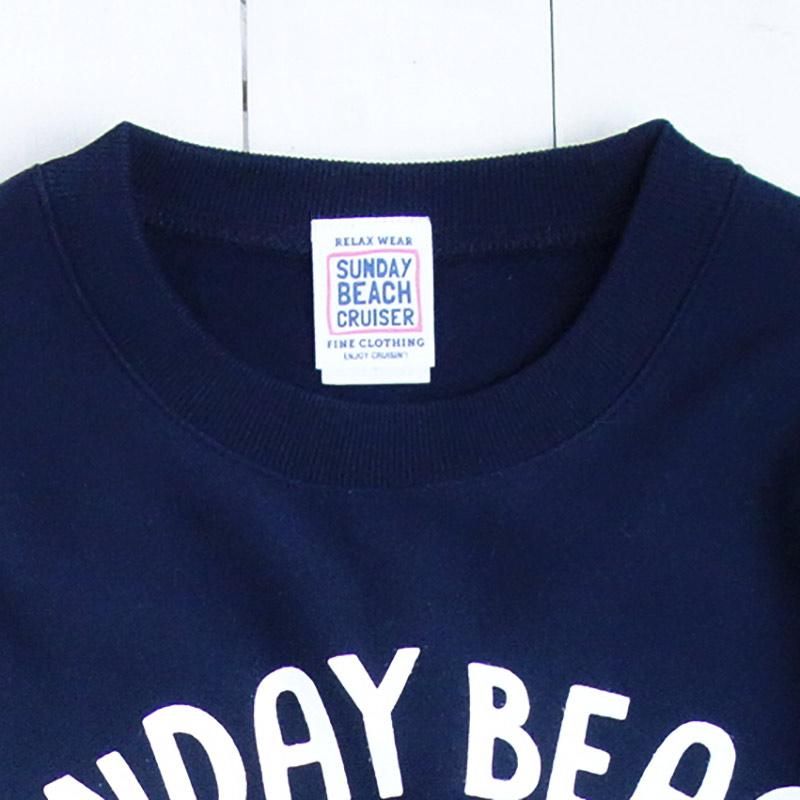 RELAX WEAR
SUNDAY
BEACH
CRUISER
FINE CLOTHING
ENJOY CRUISIN'!
NDAY BEA